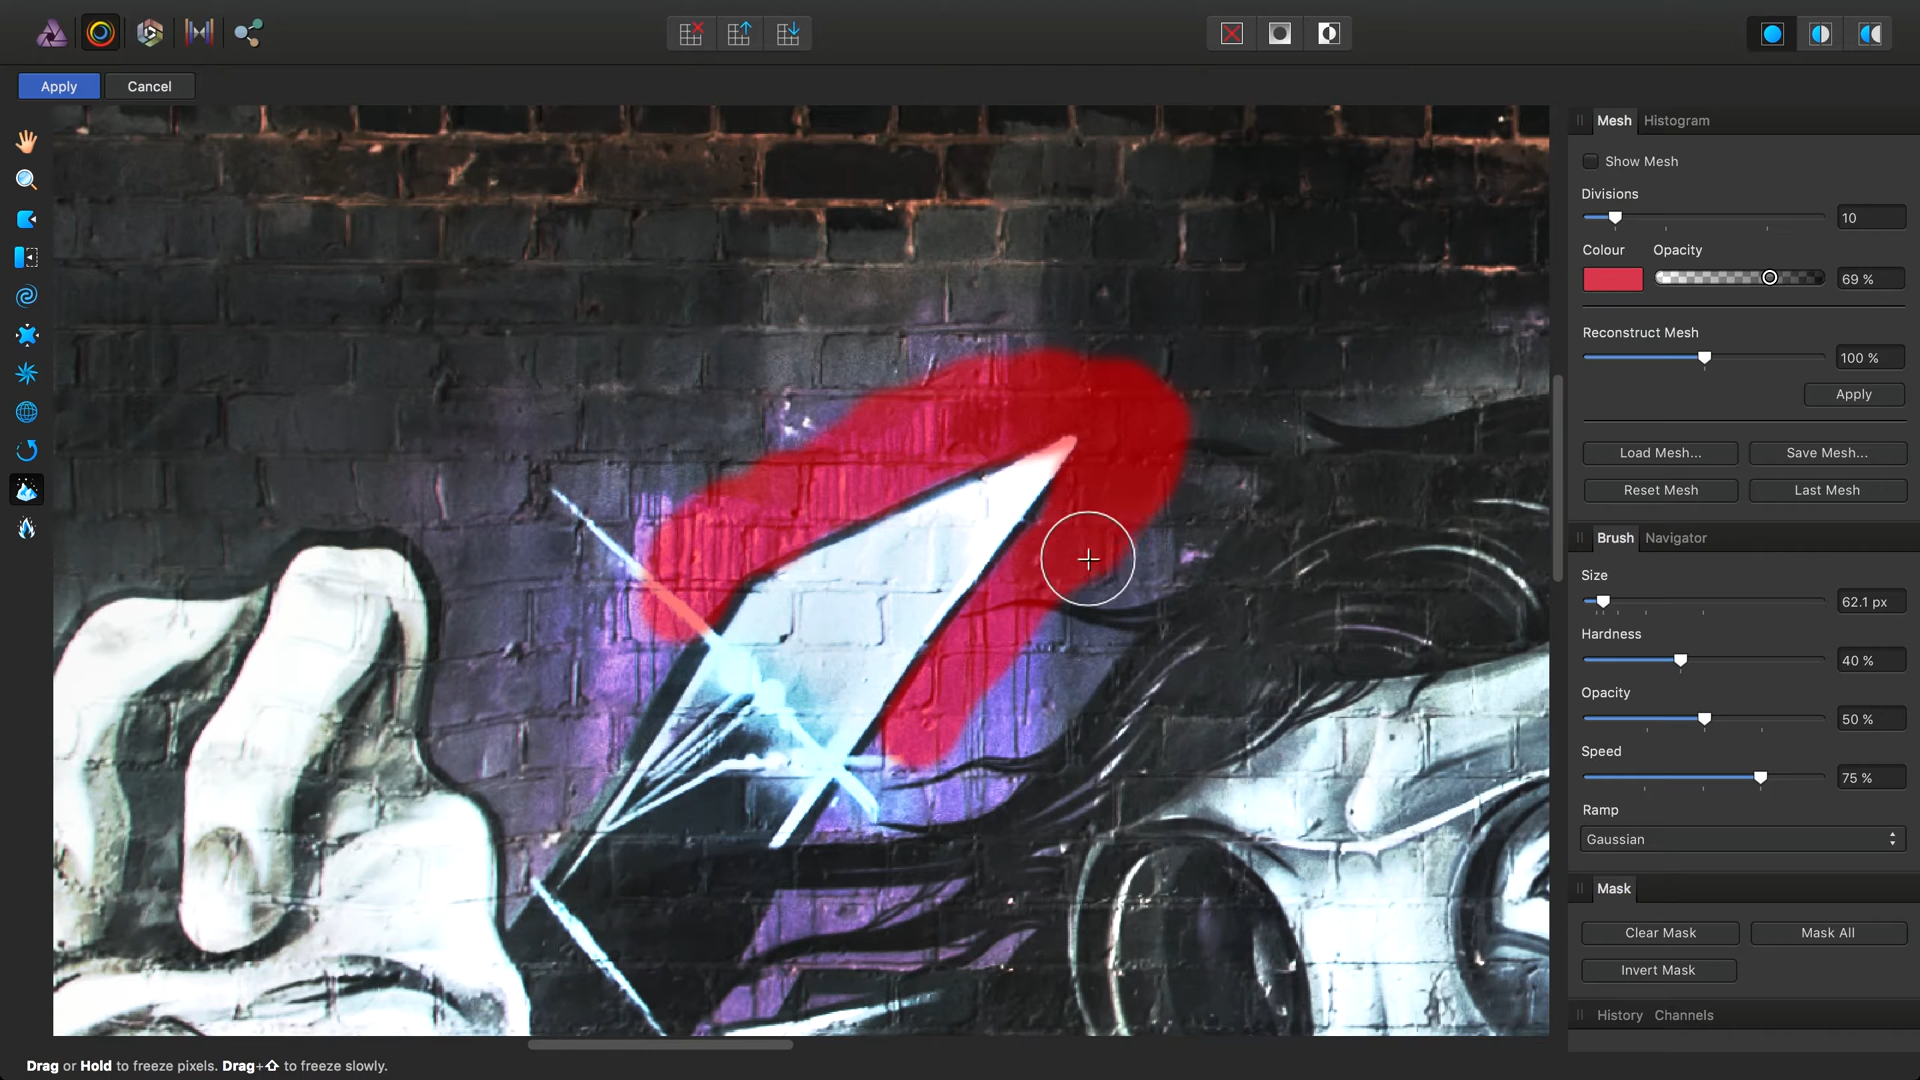 Apply
Cancel
Mesh
Histogram
Show Mesh
Divisions
10
Colour
Opacity
69 %
Reconstruct Mesh
100 %
Apply
Load Mesh...
Save Mesh...
Reset Mesh
Last Mesh
Brush
Navigator
Size
62.1 px
Hardness
40 %
Opacity
50 %
Speed
75 %
Ramp
Gaussian
Mask
Clear Mask
Mask All
Invert Mask
History
Channels
Drag or Hold to freeze pixels. Drag+⇧ to freeze slowly.